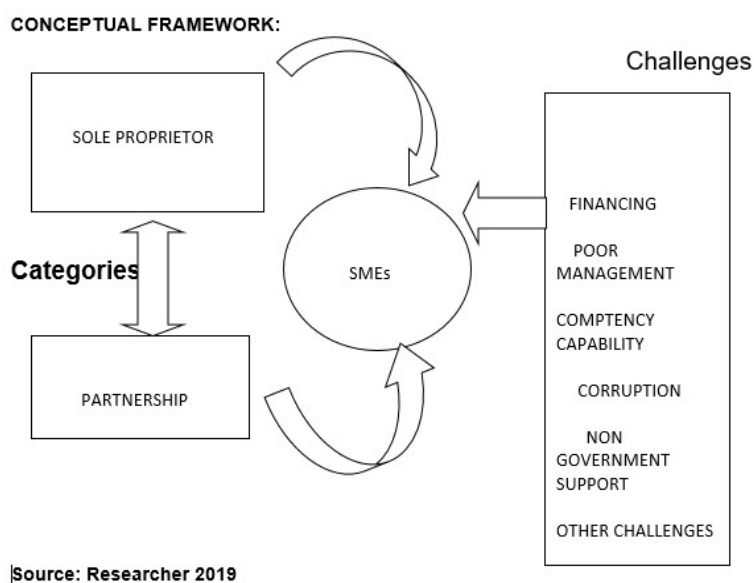 CONCEPTUAL FRAMEWORK:
Challenges
SOLE PROPRIETOR
Categories
PARTNERSHIP
SMEs
FINANCING
POOR
MANAGEMENT
COMPTENCY
CAPABILITY
CORRUPTION
NON
GOVERNMENT
SUPPORT
OTHER CHALLENGES
Source: Researcher 2019